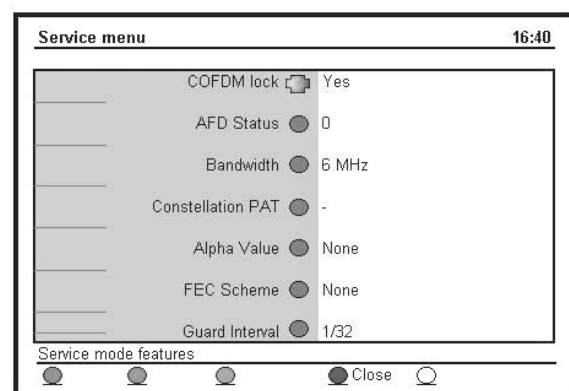 Service menu 16:40
COFDM lock Yes
AFD Status 0
Bandwidth 6 MHz
Constellation PAT -
Alpha Value None
FEC Scheme None
Guard Interval 1/32
Service mode features
Close